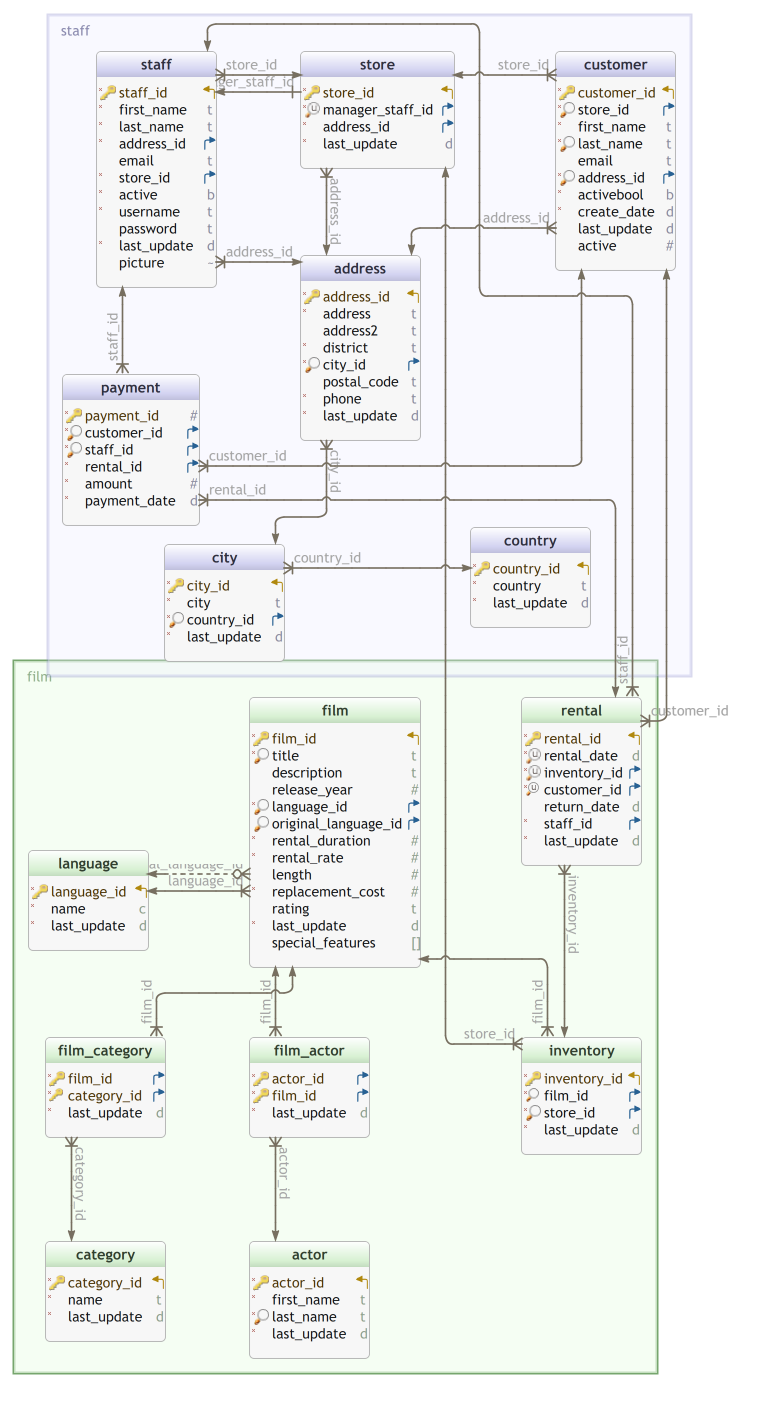 staff
staff
staff_id
first_name t
last_name t
address_id
email t
store_id
active b
username t
password t
last_update d
picture ~
store_id
ger_staff_id
store
store_id
manager_staff_id
address_id
last_update d
store_id
customer
customer_id
store_id
first_name t
last_name t
email t
address_id
activebool b
create_date d
last_update d
active #
address_id
address_id
address_id
address
address_id
address t
address2 t
district t
city_id
postal_code t
phone t
last_update d
staff_id
payment
payment_id #
customer_id
staff_id
rental_id
amount #
payment_date d
customer_id
rental_id
city_id
city
city_id
city t
country_id
last_update d
country_id
country
country_id
country t
last_update d
film
staff_id
customer_id
film
film_id
title t
description t
release_year #
language_id
original_language_id
rental_duration #
rental_rate #
length #
replacement_cost #
rating t
last_update d
special_features []
rental
rental_id
rental_date d
inventory_id
customer_id
return_date d
staff_id
last_update d
language
language_id
name c
last_update d
al_language_id
language_id
inventory_id
film_id
film_id
film_id
store_id
film_category
film_id
category_id
last_update d
film_actor
actor_id
film_id
last_update d
inventory
inventory_id
film_id
store_id
last_update d
category_id
actor_id
category
category_id
name t
last_update d
actor
actor_id
first_name t
last_name t
last_update d